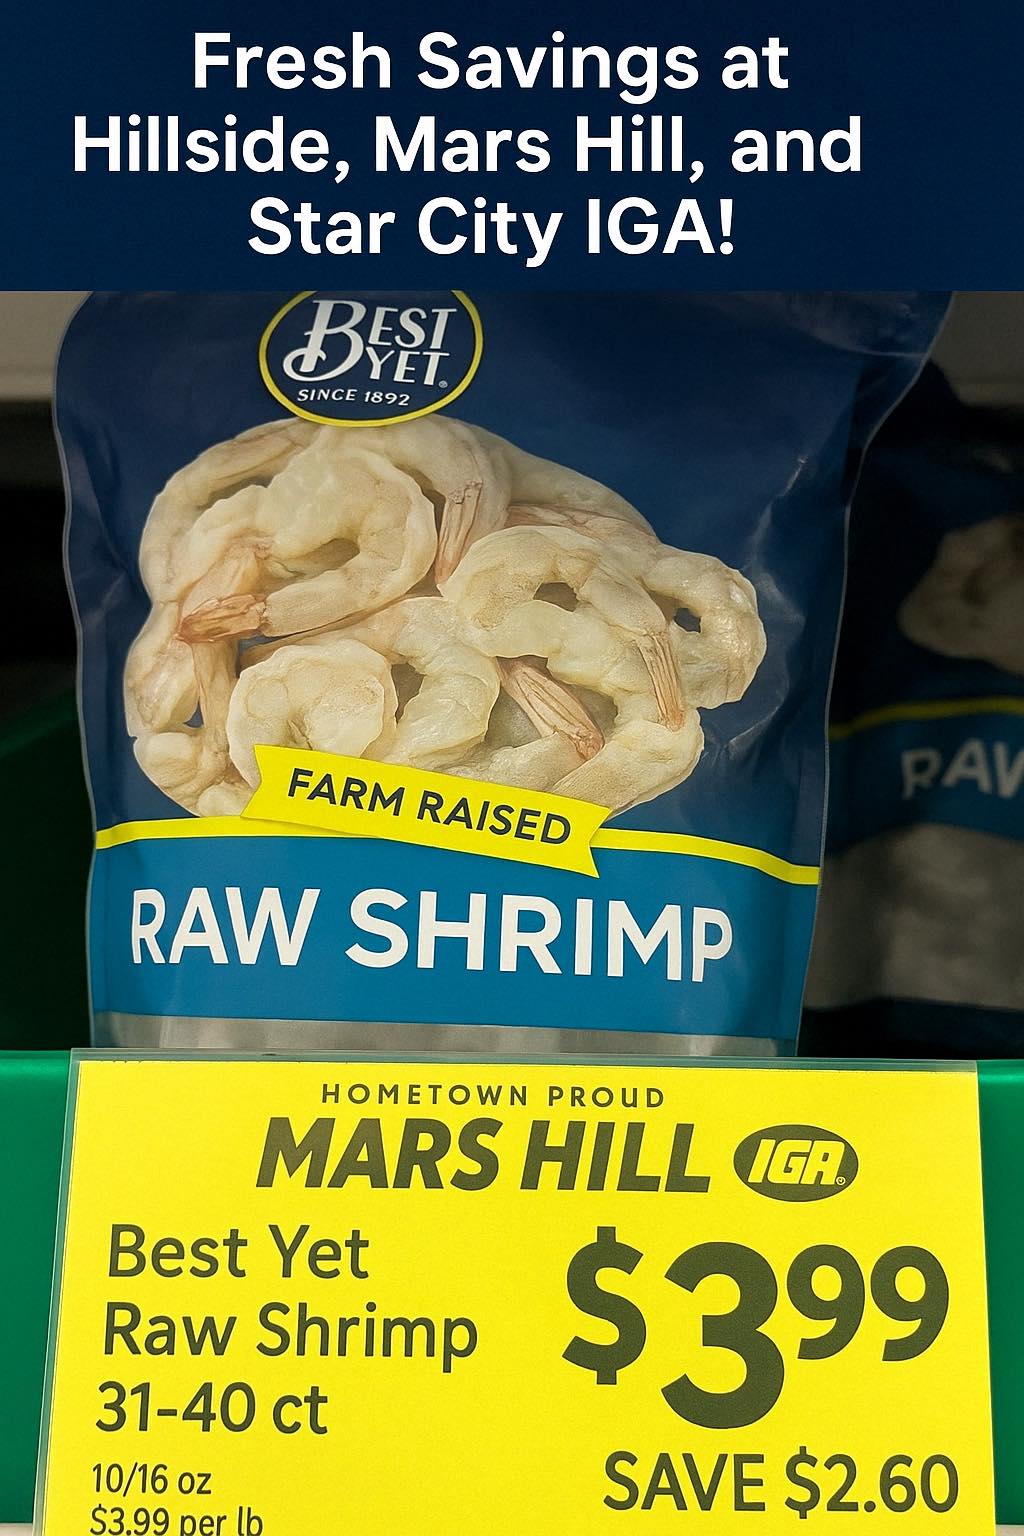 Fresh Savings at
Hillside, Mars Hill, and
Star City IGA!
BEST
YET®
SINCE 1892
FARM RAISED
RAW SHRIMP
RAW
HOMETOWN PROUD
MARS HILL IGA®
Best Yet
Raw Shrimp
31-40 ct
10/16 oz
$3.99 per lb
$3.99
SAVE $2.60